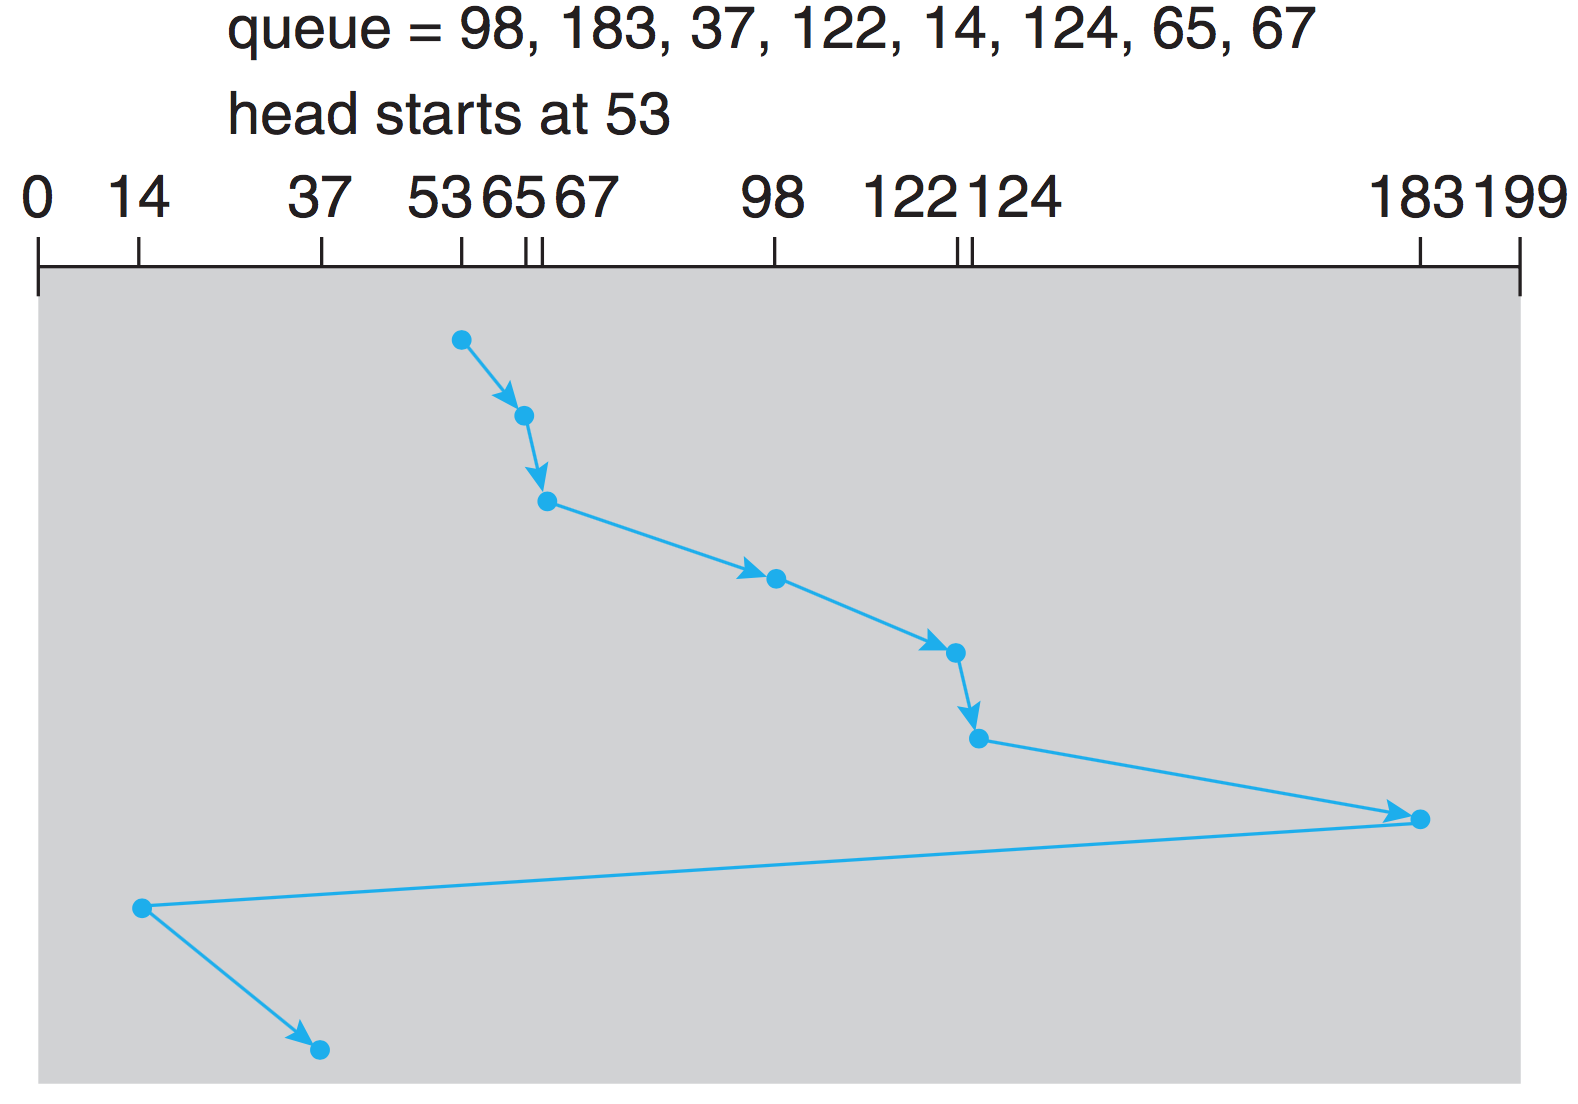 queue = 98, 183, 37, 122, 14, 124, 65, 67
head starts at 53
0 14 37 53 65 67 98 122 124 183 199